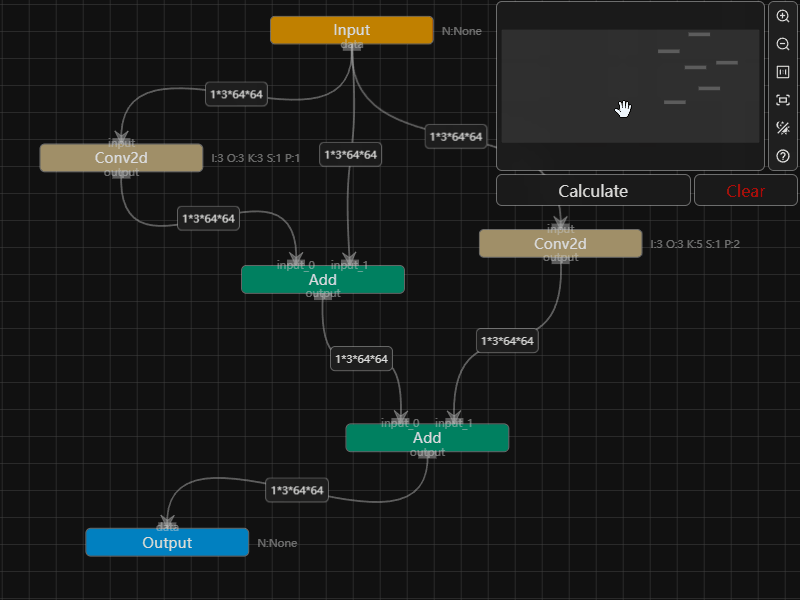 Input
data
N:None
1*3*64*64
1*3*64*64
1*3*64*64
input
Conv2d
output
I:3 O:3 K:3 S:1 P:1
Calculate
Clear
1*3*64*64
input
Conv2d
output
I:3 O:3 K:5 S:1 P:2
input_0 input_1
Add
output
1*3*64*64
1*3*64*64
input_0 input_1
Add
output
1*3*64*64
data
Output
N:None